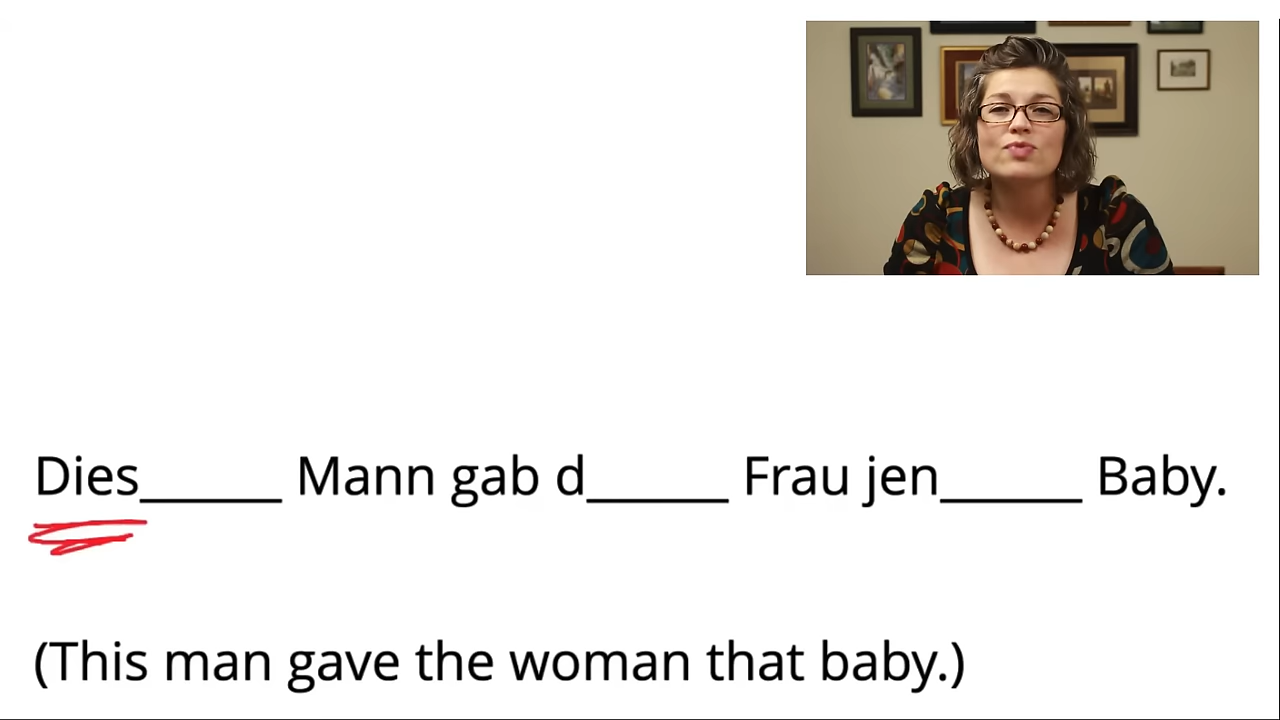 Dies______ Mann gab d______ Frau jen______ Baby.
(This man gave the woman that baby.)